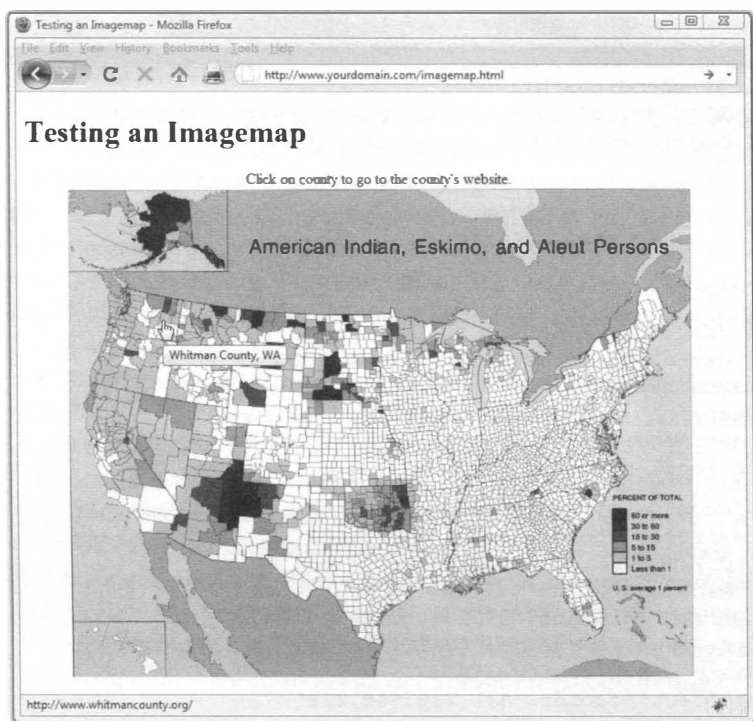 Testing an Imagemap - Mozilla Firefox
File Edit View History Bookmarks Tools Help
http://www.yourdomain.com/imagemap.html
Testing an Imagemap
Click on county to go to the county's website.
American Indian, Eskimo, and Aleut Persons
Whitman County, WA
PERCENT OF TOTAL
60 or more
30 to 60
15 to 30
5 to 15
1 to 5
Less than 1
U. S. average 1 percent
http://www.whitmancounty.org/